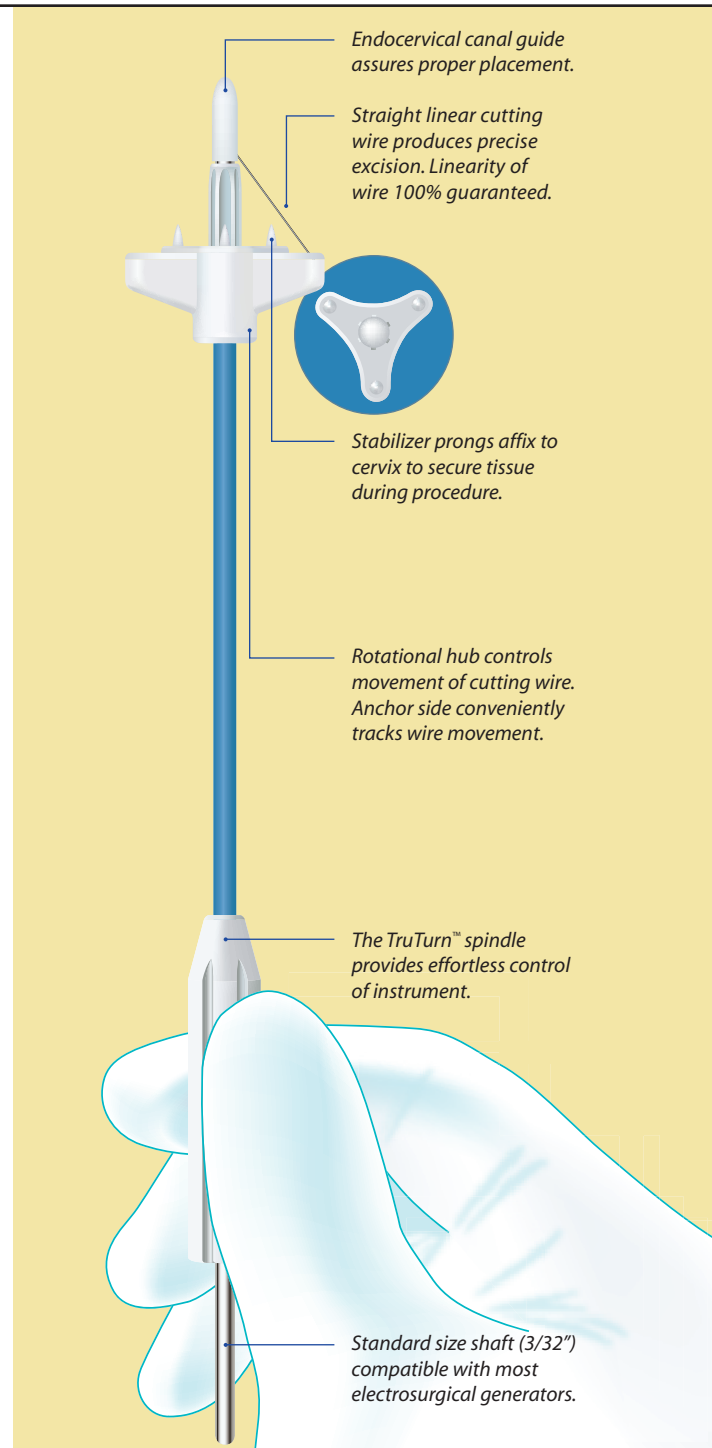 Endocervical canal guide
assures proper placement.
Straight linear cutting
wire produces precise
excision. Linearity of
wire 100% guaranteed.
Stabilizer prongs affix to
cervix to secure tissue
during procedure.
Rotational hub controls
movement of cutting wire.
Anchor side conveniently
tracks wire movement.
The TruTurn™ spindle
provides effortless control
of instrument.
Standard size shaft (3/32″)
compatible with most
electrosurgical generators.